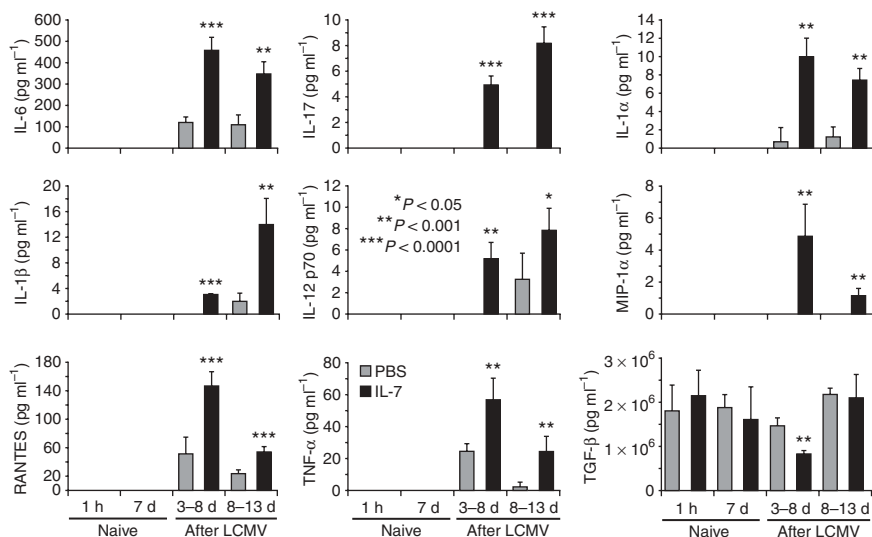 IL-6 (pg ml⁻¹)
600
500
400
300
200
100
0
***
**
IL-17 (pg ml⁻¹)
10
8
6
4
2
0
***
***
IL-1α (pg ml⁻¹)
14
12
10
8
6
4
2
0
**
**
IL-1β (pg ml⁻¹)
20
16
12
8
4
0
***
**
IL-12 p70 (pg ml⁻¹)
12
10
8
6
4
2
0
*P < 0.05
**P < 0.001
***P < 0.0001
**
*
MIP-1α (pg ml⁻¹)
8
6
4
2
0
**
**
RANTES (pg ml⁻¹)
180
140
100
60
20
0
***
***
1 h
7 d
3–8 d
8–13 d
Naive
After LCMV
TNF-α (pg ml⁻¹)
80
60
40
20
0
PBS
IL-7
**
**
1 h
7 d
3–8 d
8–13 d
Naive
After LCMV
TGF-β (pg ml⁻¹)
3 × 10⁶
2 × 10⁶
1 × 10⁶
0
**
1 h
7 d
3–8 d
8–13 d
Naive
After LCMV